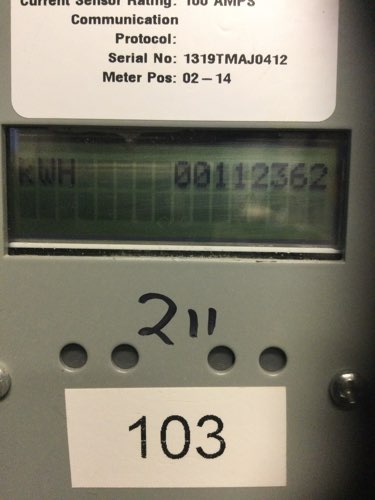 Current Sensor Rating: 100 AMPS
Communication
Protocol:
Serial No: 1319TMAJ0412
Meter Pos: 02-14
KWH 00112362
211
103